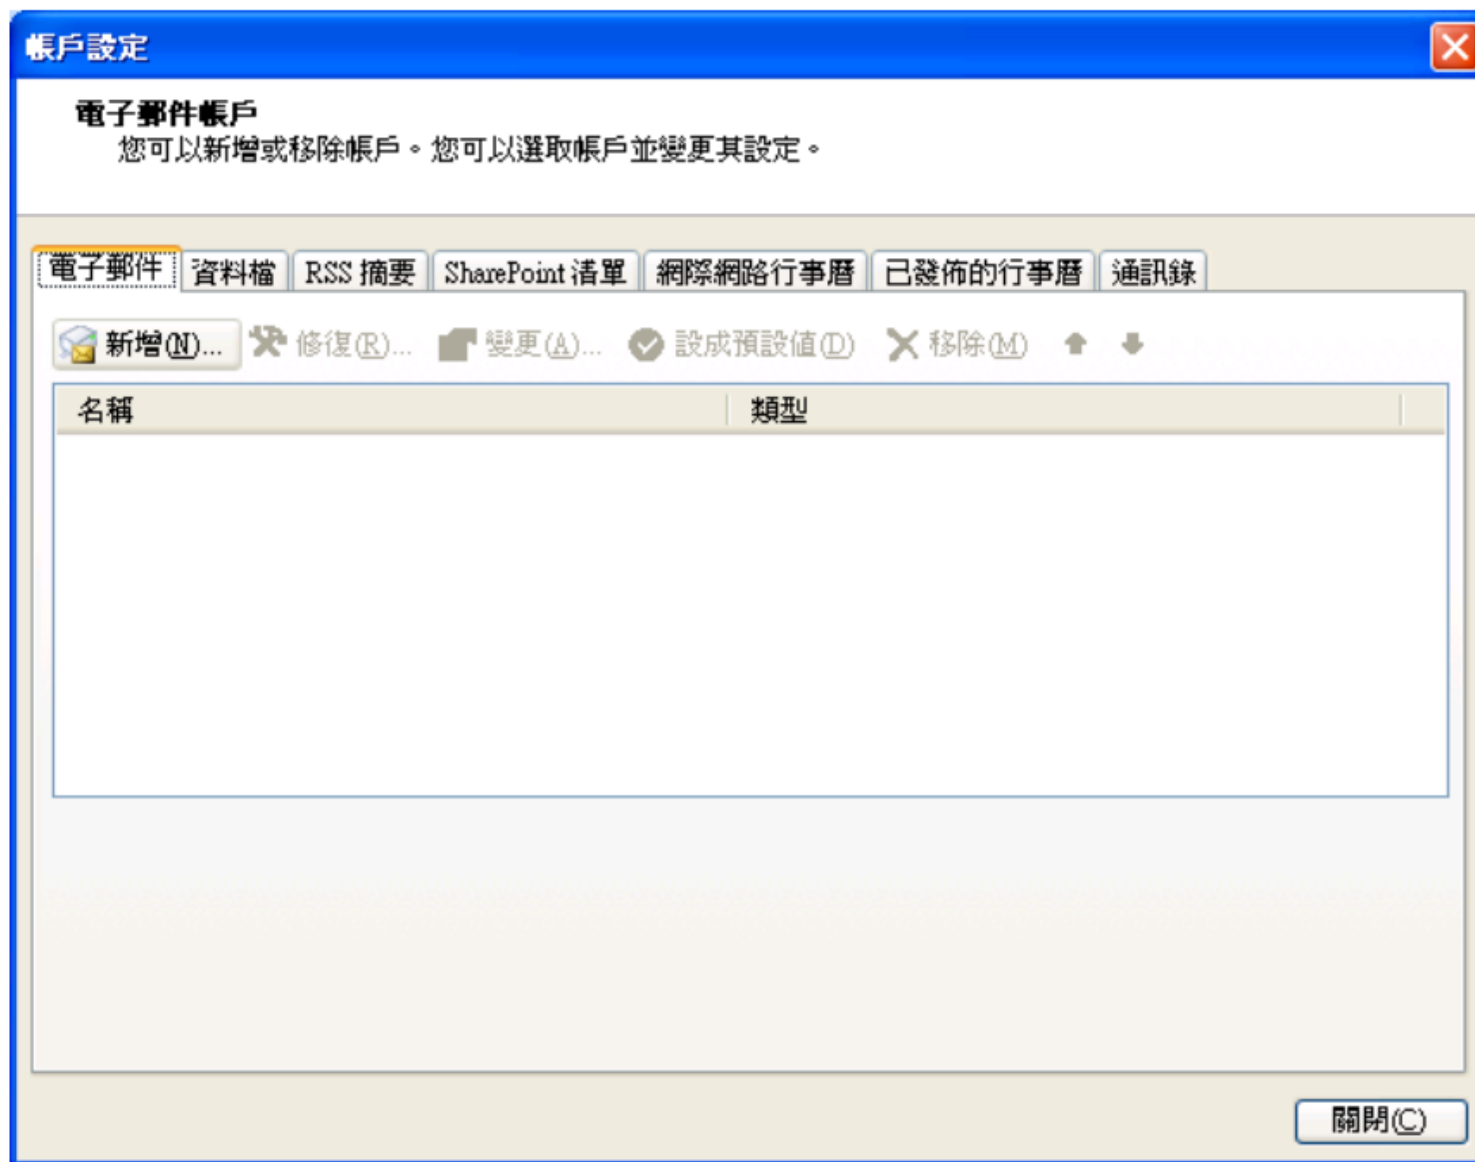 帳戶設定
電子郵件帳戶
您可以新增或移除帳戶。您可以選取帳戶並變更其設定。
電子郵件 資料檔 RSS 摘要 SharePoint 清單 網際網路行事曆 已發佈的行事曆 通訊錄
新增(N)... 修復(R)... 變更(A)... 設成預設值(D) 移除(M)
名稱 類型
關閉(C)